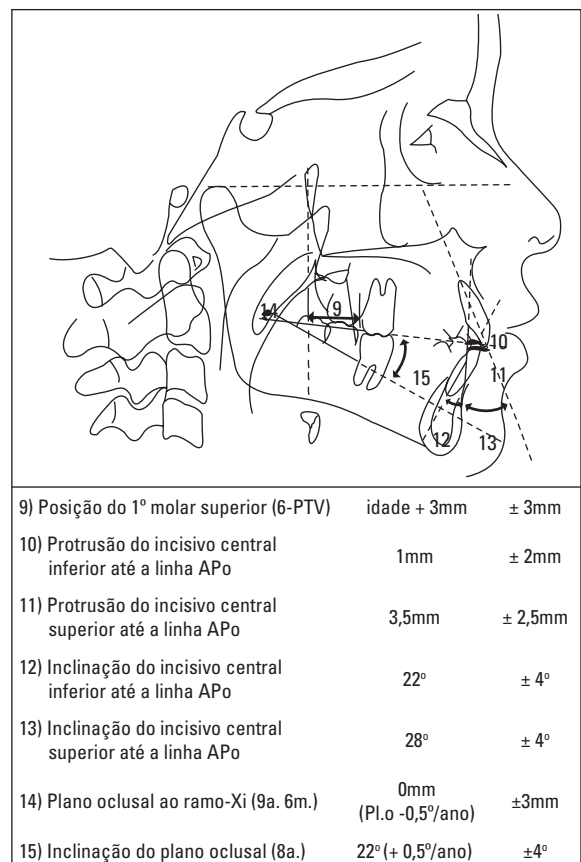 14
9
10
15
11
12
13
9) Posição do 1º molar superior (6-PTV) idade + 3mm ± 3mm
10) Protrusão do incisivo central
inferior até a linha APo 1mm ± 2mm
11) Protrusão do incisivo central
superior até a linha APo 3,5mm ± 2,5mm
12) Inclinação do incisivo central
inferior até a linha APo 22º ± 4º
13) Inclinação do incisivo central
superior até a linha APo 28º ± 4º
14) Plano oclusal ao ramo-Xi (9a. 6m.) 0mm ±3mm
(Pl.o -0,5º/ano)
15) Inclinação do plano oclusal (8a.) 22º (+ 0,5º/ano) ±4º